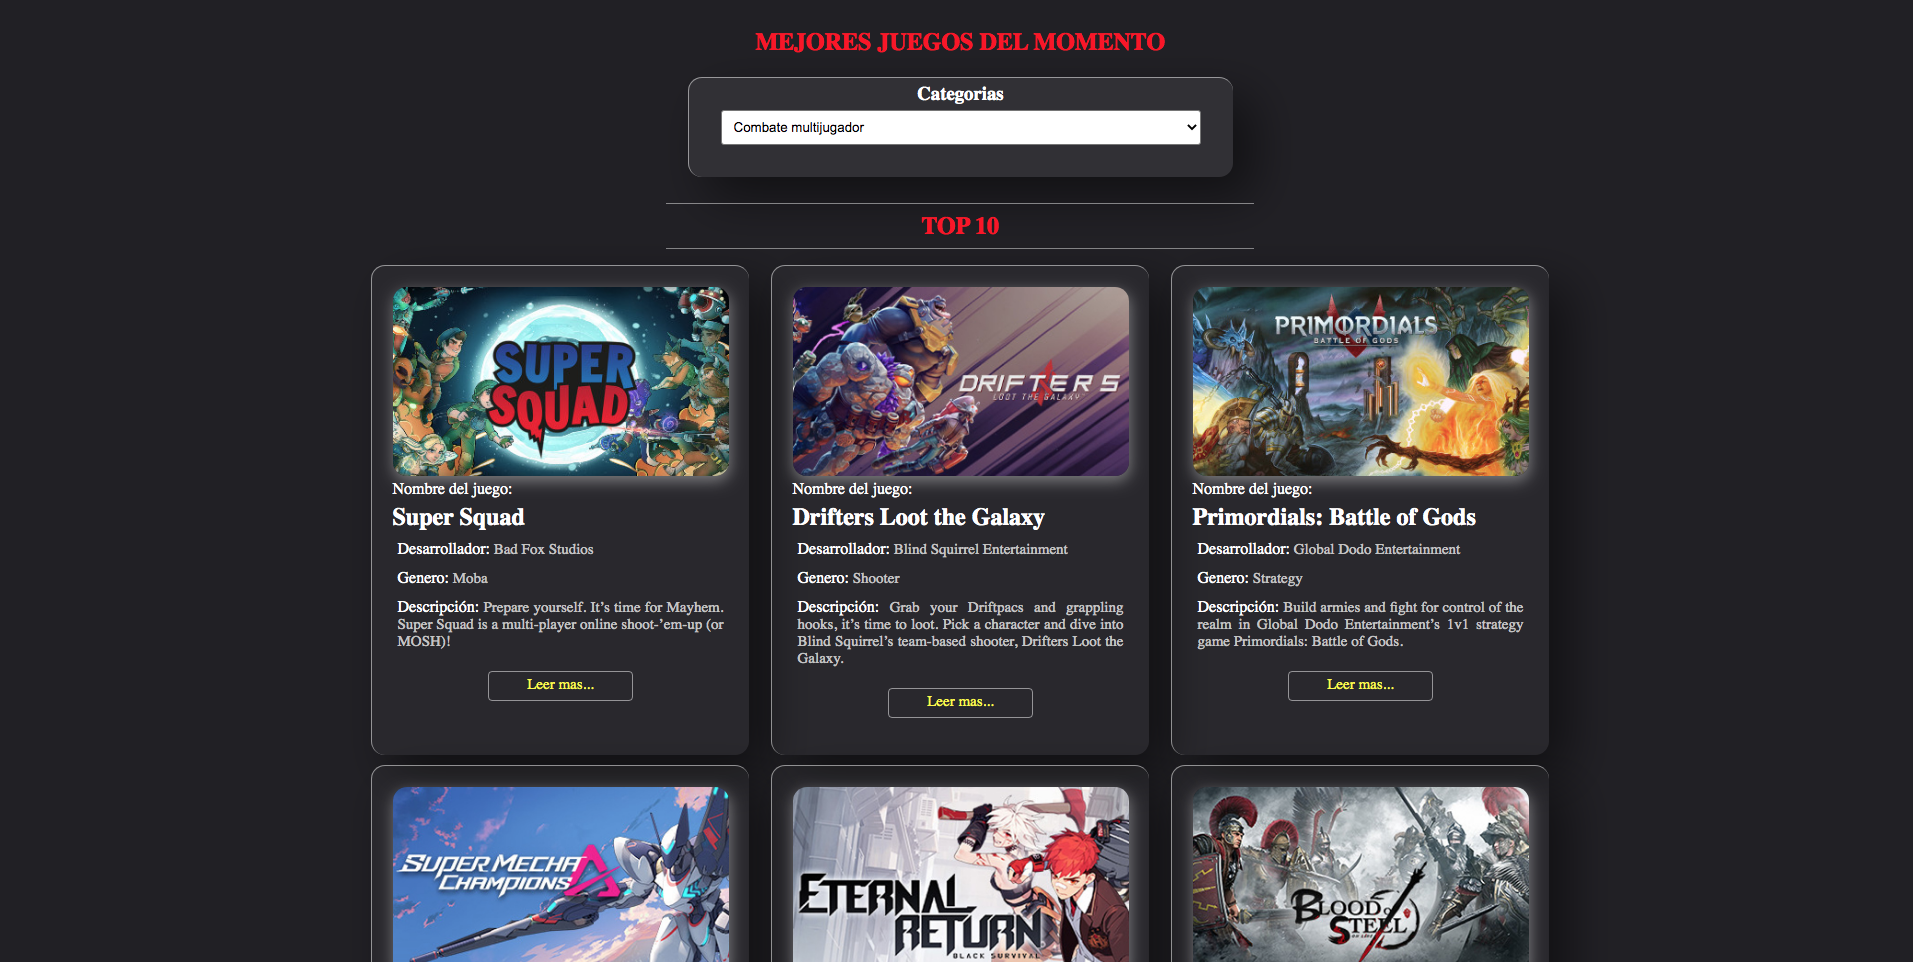 MEJORES JUEGOS DEL MOMENTO
Categorias
Combate multijugador
TOP 10
SUPER
SQUAD
Nombre del juego:
Super Squad
Desarrollador: Bad Fox Studios
Genero: Moba
Descripción: Prepare yourself. It’s time for Mayhem.
Super Squad is a multi-player online shoot-’em-up (or
MOSH)!
Leer mas...
DRIFTERS
LOOT THE GALAXY
Nombre del juego:
Drifters Loot the Galaxy
Desarrollador: Blind Squirrel Entertainment
Genero: Shooter
Descripción: Grab your Driftpacs and grappling
hooks, it’s time to loot. Pick a character and dive into
Blind Squirrel’s team-based shooter, Drifters Loot the
Galaxy.
Leer mas...
PRIMORDIALS
BATTLE OF GODS
Nombre del juego:
Primordials: Battle of Gods
Desarrollador: Global Dodo Entertainment
Genero: Strategy
Descripción: Build armies and fight for control of the
realm in Global Dodo Entertainment’s 1v1 strategy
game Primordials: Battle of Gods.
Leer mas...
SUPER MECHA
CHAMPIONS
ETERNAL
RETURN
BLACK SURVIVAL
BLOOD OF
STEEL